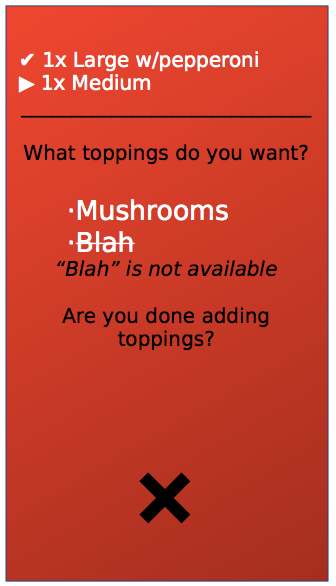 ✔ 1x Large w/pepperoni
▶ 1x Medium
What toppings do you want?
·Mushrooms
·Blah
“Blah” is not available
Are you done adding
toppings?